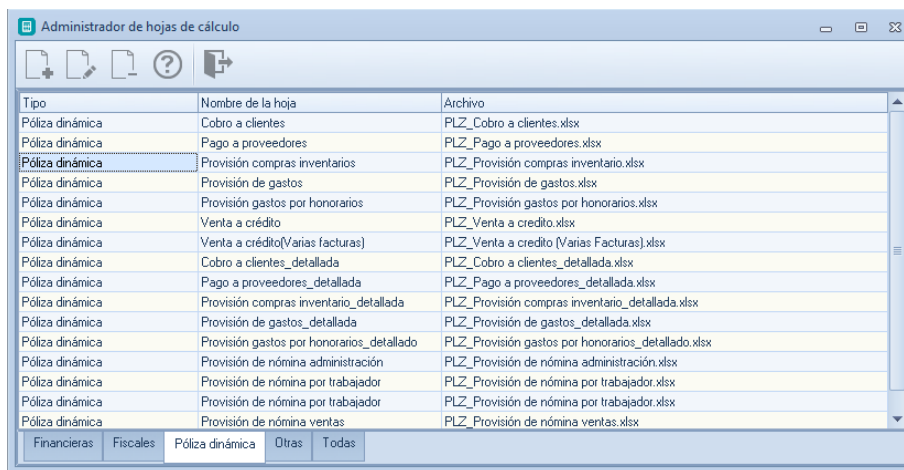 Administrador de hojas de cálculo
Tipo Nombre de la hoja Archivo
Póliza dinámica Cobro a clientes PLZ_Cobro a clientes.xlsx
Póliza dinámica Pago a proveedores PLZ_Pago a proveedores.xlsx
Póliza dinámica Provisión compras inventarios PLZ_Provisión compras inventario.xlsx
Póliza dinámica Provisión de gastos PLZ_Provisión de gastos.xlsx
Póliza dinámica Provisión gastos por honorarios PLZ_Provisión gastos por honorarios.xlsx
Póliza dinámica Venta a crédito PLZ_Venta a credito.xlsx
Póliza dinámica Venta a crédito(Varias facturas) PLZ_Venta a credito (Varias Facturas).xlsx
Póliza dinámica Cobro a clientes_detallada PLZ_Cobro a clientes_detallada.xlsx
Póliza dinámica Pago a proveedores_detallada PLZ_Pago a proveedores_detallada.xlsx
Póliza dinámica Provisión compras inventario_detallada PLZ_Provisión compras inventario_detallada.xlsx
Póliza dinámica Provisión de gastos_detallada PLZ_Provisión de gastos_detallada.xlsx
Póliza dinámica Provisión gastos por honorarios_detallado PLZ_Provisión gastos por honorarios_detallado.xlsx
Póliza dinámica Provisión de nómina administración PLZ_Provisión de nómina administración.xlsx
Póliza dinámica Provisión de nómina por trabajador PLZ_Provisión de nómina por trabajador.xlsx
Póliza dinámica Provisión de nómina por trabajador PLZ_Provisión de nómina por trabajador.xlsx
Póliza dinámica Provisión de nómina ventas PLZ_Provisión de nómina ventas.xlsx
Financieras Fiscales Póliza dinámica Otras Todas